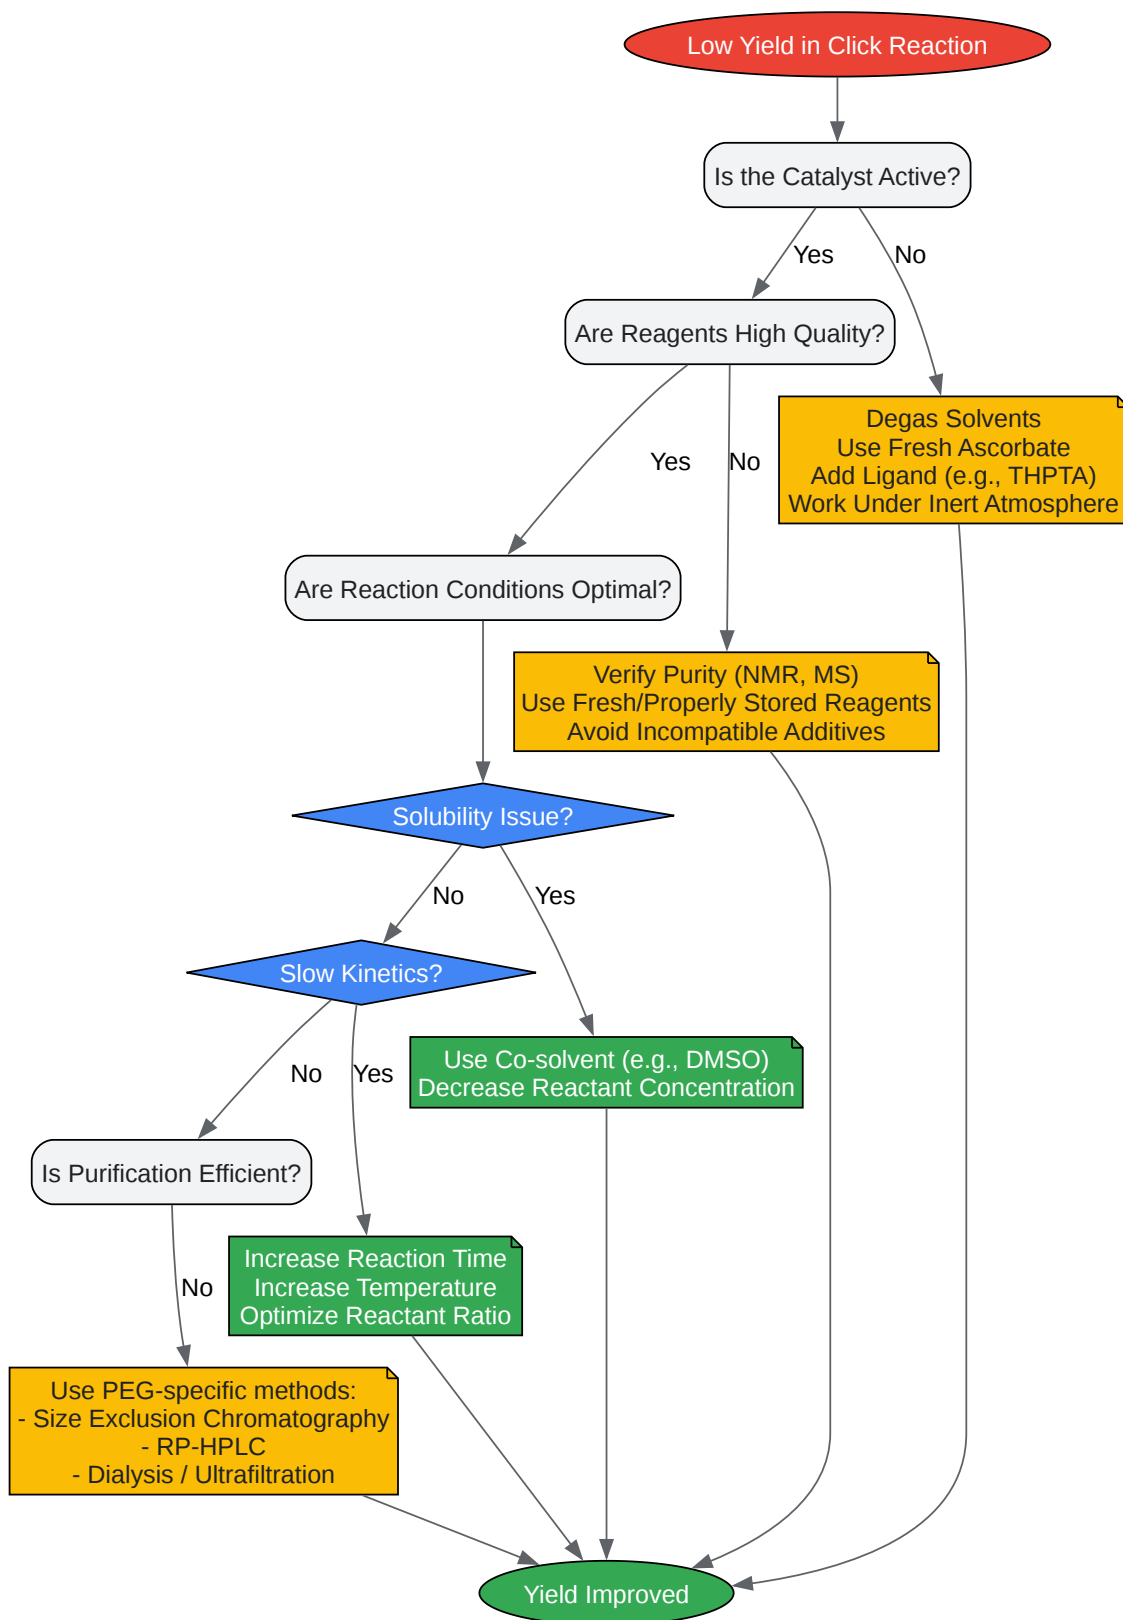 Low Yield in Click Reaction
Is the Catalyst Active?
Yes
No
Are Reagents High Quality?
Degas Solvents
Use Fresh Ascorbate
Add Ligand (e.g., THPTA)
Work Under Inert Atmosphere
Yes
No
Are Reaction Conditions Optimal?
Verify Purity (NMR, MS)
Use Fresh/Properly Stored Reagents
Avoid Incompatible Additives
Solubility Issue?
No
Yes
Slow Kinetics?
Use Co-solvent (e.g., DMSO)
Decrease Reactant Concentration
No
Yes
Is Purification Efficient?
Increase Reaction Time
Increase Temperature
Optimize Reactant Ratio
No
Use PEG-specific methods:
- Size Exclusion Chromatography
- RP-HPLC
- Dialysis / Ultrafiltration
Yield Improved